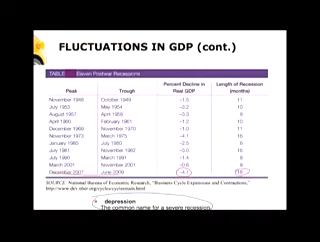 FLUCTUATIONS IN GDP (cont.)
TABLE Eleven Postwar Recessions
Percent Decline in Length of Recession
Peak Trough Real GDP (months)
November 1948 October 1949 -1.5 11
July 1953 May 1954 -3.2 10
August 1957 April 1958 -3.3 8
April 1960 February 1961 -1.2 10
December 1969 November 1970 -1.0 11
November 1973 March 1975 -4.1 16
January 1980 July 1980 -2.5 6
July 1981 November 1982 -3.0 16
July 1990 March 1991 -1.4 8
March 2001 November 2001 -0.6 8
December 2007 June 2009 -4.1 18
SOURCE: National Bureau of Economic Research, "Business Cycle Expansions and Contractions,"
depression
The common name for a severe recession.